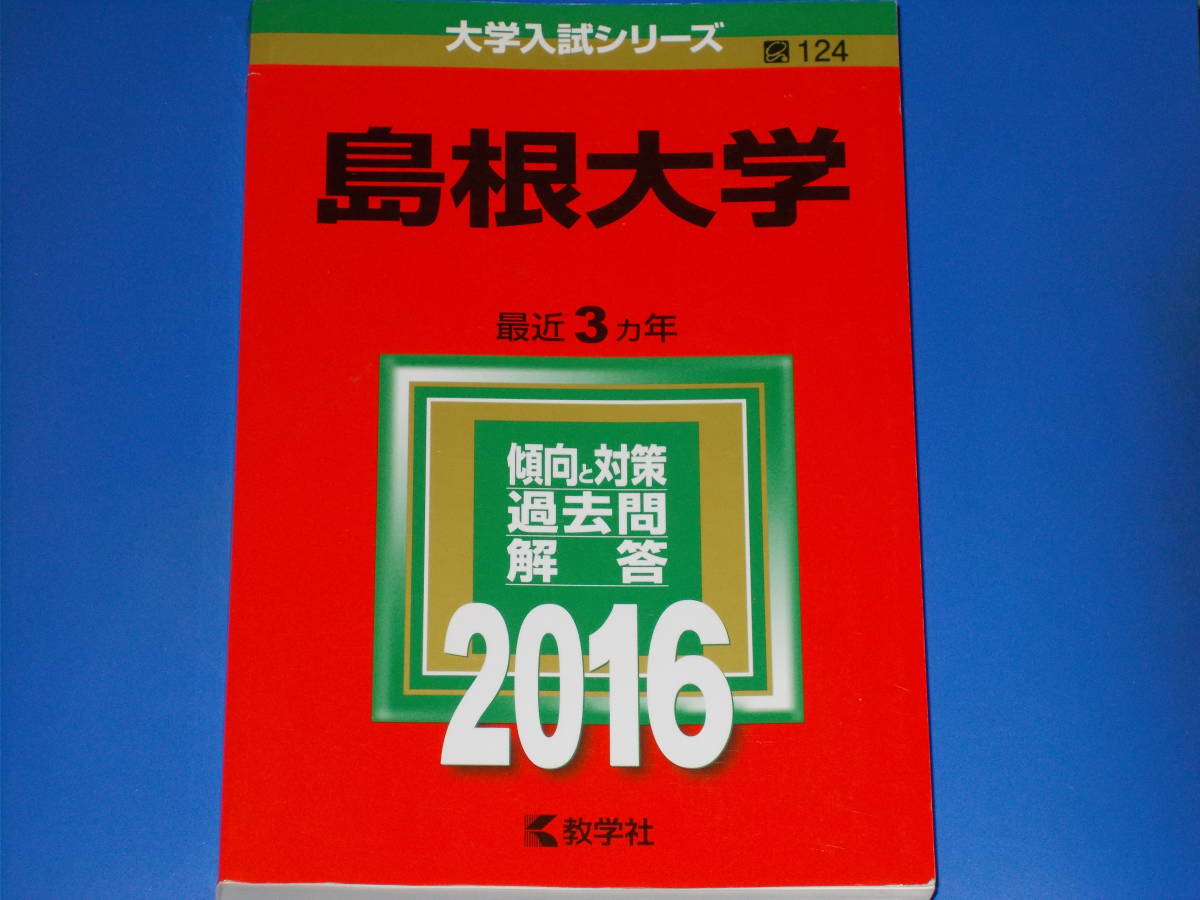 大学入試シリーズ
124
島根大学
最近3ヵ年
傾向と対策
過去問
解答
2016
教学社